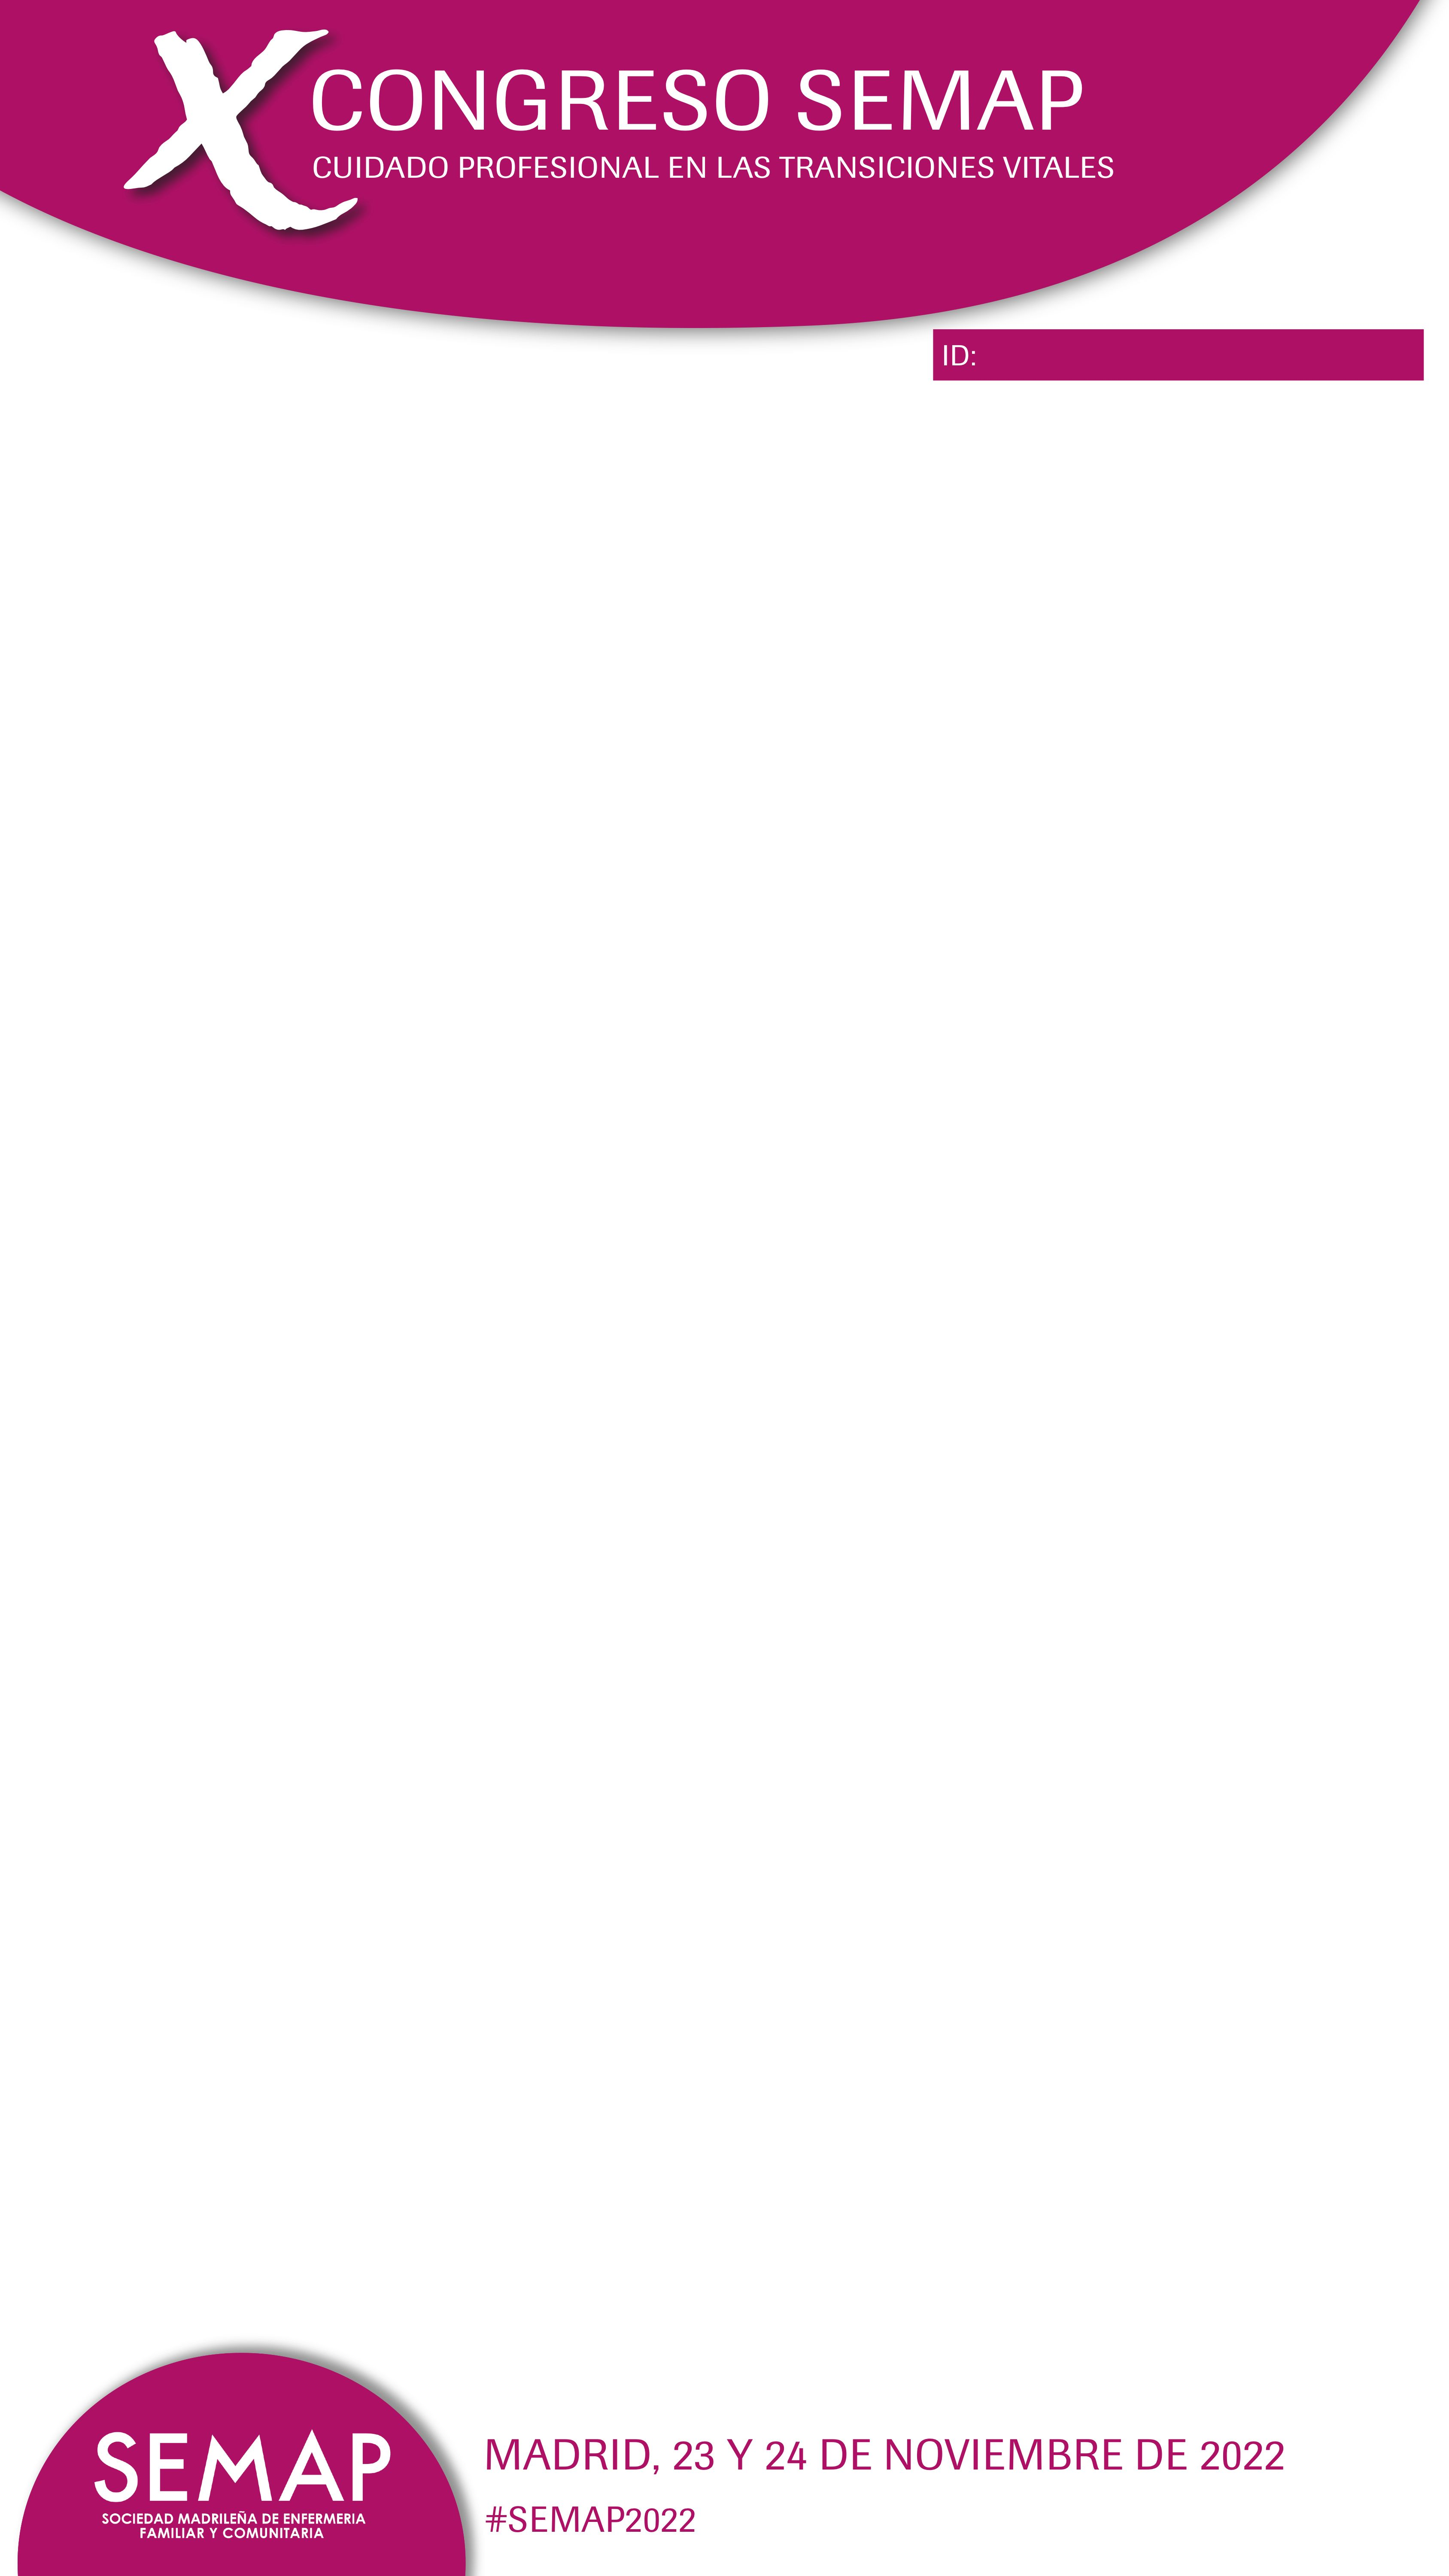 X CONGRESO SEMAP
CUIDADO PROFESIONAL EN LAS TRANSICIONES VITALES
ID:
SEMAP
SOCIEDAD MADRILEÑA DE ENFERMERIA
FAMILIAR Y COMUNITARIA
MADRID, 23 Y 24 DE NOVIEMBRE DE 2022
#SEMAP2022